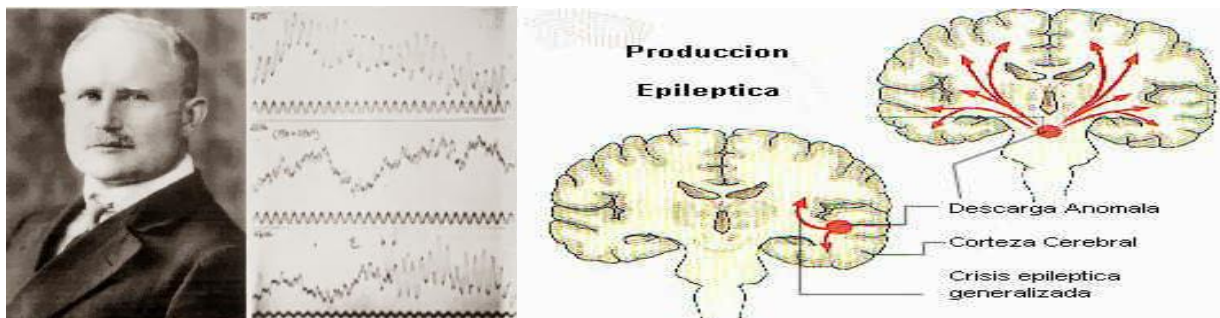 Produccion
Epileptica
Descarga Anomala
Corteza Cerebral
Crisis epileptica
generalizada